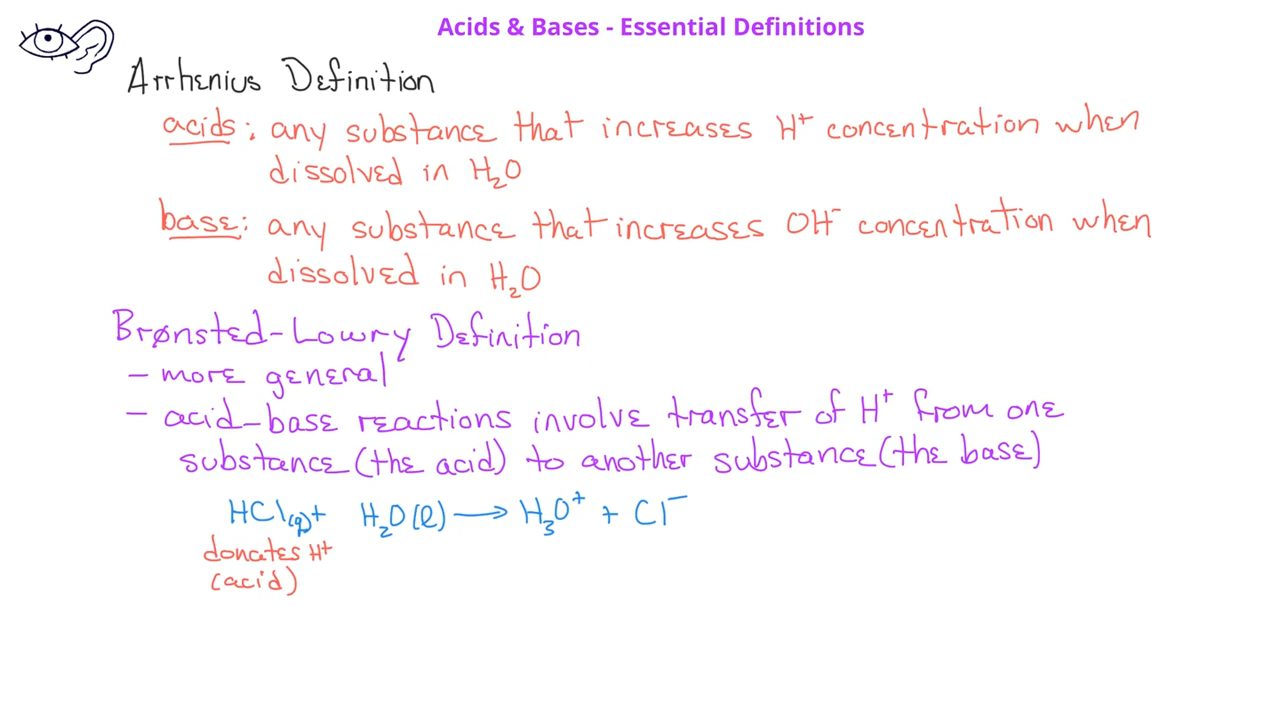 Acids & Bases - Essential Definitions
Arrhenius Definition
acids: any substance that increases H⁺ concentration when
dissolved in H₂O
base: any substance that increases OH⁻ concentration when
dissolved in H₂O
Brønsted-Lowry Definition
- more general
- acid-base reactions involve transfer of H⁺ from one
substance (the acid) to another substance (the base)
HCl(g) + H₂O(l) → H₃O⁺ + Cl⁻
donates H⁺
(acid)